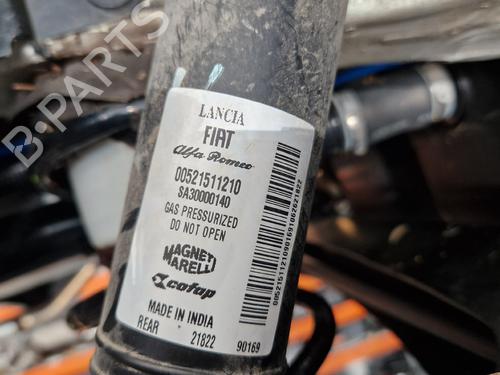 B-PARTS
LANCIA
FIAT
Alfa Romeo
00521511210
SA30000140
GAS PRESSURIZED
DO NOT OPEN
MAGNETI
MARELLI
cofap
MADE IN INDIA
REAR
21822
90169